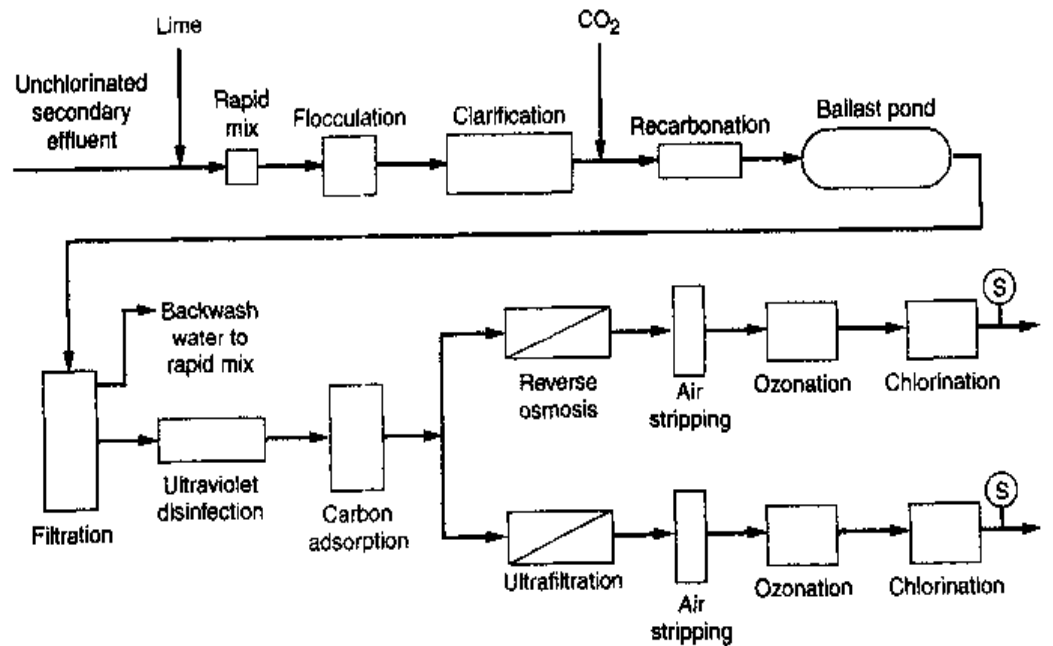 Lime
CO₂
Unchlorinated
secondary
effluent
Rapid
mix
Flocculation
Clarification
Recarbonation
Ballast pond
Backwash
water to
rapid mix
Filtration
Ultraviolet
disinfection
Carbon
adsorption
Reverse
osmosis
Air
stripping
Ozonation
Chlorination
S
Ultrafiltration
Air
stripping
Ozonation
Chlorination
S